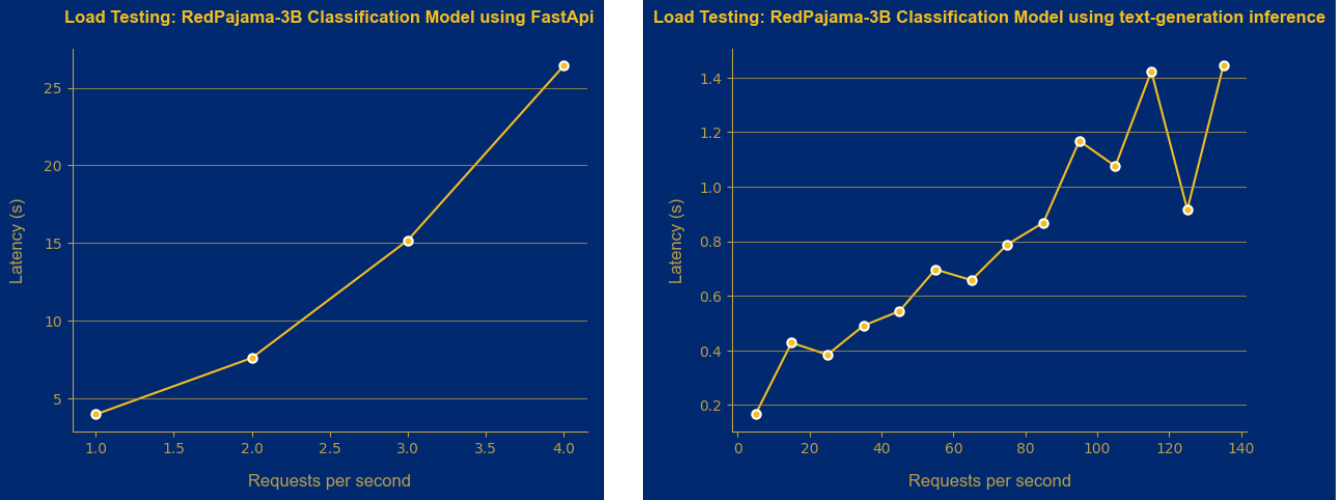 Load Testing: RedPajama-3B Classification Model using FastApi
25
20
15
10
5
Latency (s)
1.0 1.5 2.0 2.5 3.0 3.5 4.0
Requests per second
Load Testing: RedPajama-3B Classification Model using text-generation inference
1.4
1.2
1.0
0.8
0.6
0.4
0.2
Latency (s)
0 20 40 60 80 100 120 140
Requests per second